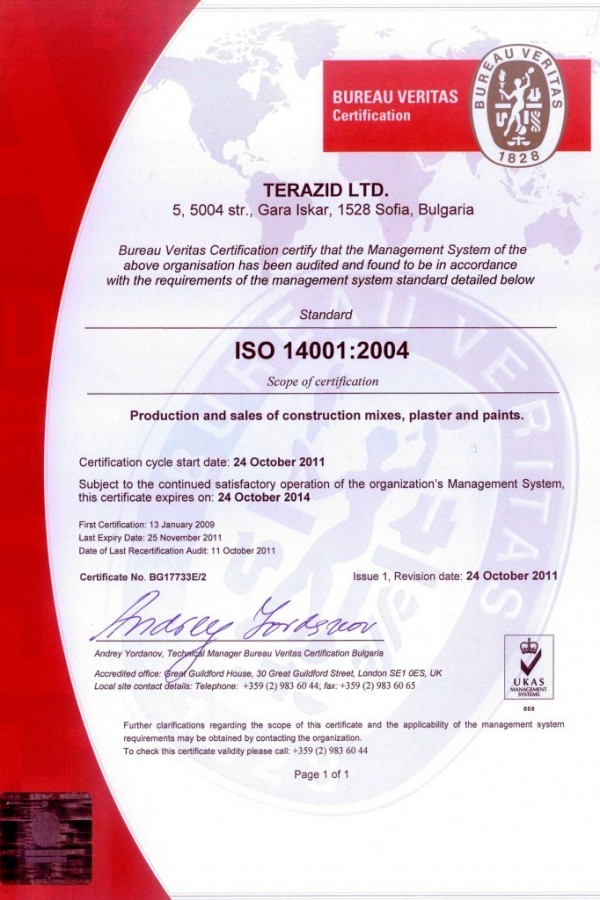 BUREAU VERITAS
Certification
BUREAU VERITAS
1828
TERAZID LTD.
5, 5004 str., Gara Iskar, 1528 Sofia, Bulgaria
Bureau Veritas Certification certify that the Management System of the
above organisation has been audited and found to be in accordance
with the requirements of the management system standard detailed below
Standard
ISO 14001:2004
Scope of certification
Production and sales of construction mixes, plaster and paints.
Certification cycle start date: 24 October 2011
Subject to the continued satisfactory operation of the organization's Management System,
this certificate expires on: 24 October 2014
First Certification: 13 January 2009
Last Expiry Date: 25 November 2011
Date of Last Recertification Audit: 11 October 2011
Certificate No. BG17733E/2
Issue 1, Revision date: 24 October 2011
Andrey Yordanov
Andrey Yordanov, Technical Manager Bureau Veritas Certification Bulgaria
Accredited office: Great Guildford House, 30 Great Guildford Street, London SE1 0ES, UK
Local site contact details: Telephone: +359 (2) 983 60 44; fax: +359 (2) 983 60 65
UKAS
MANAGEMENT
SYSTEMS
008
Further clarifications regarding the scope of this certificate and the applicability of the management system
requirements may be obtained by contacting the organization.
To check this certificate validity please call: +359 (2) 983 60 44
Page 1 of 1
BUREAU VERITAS